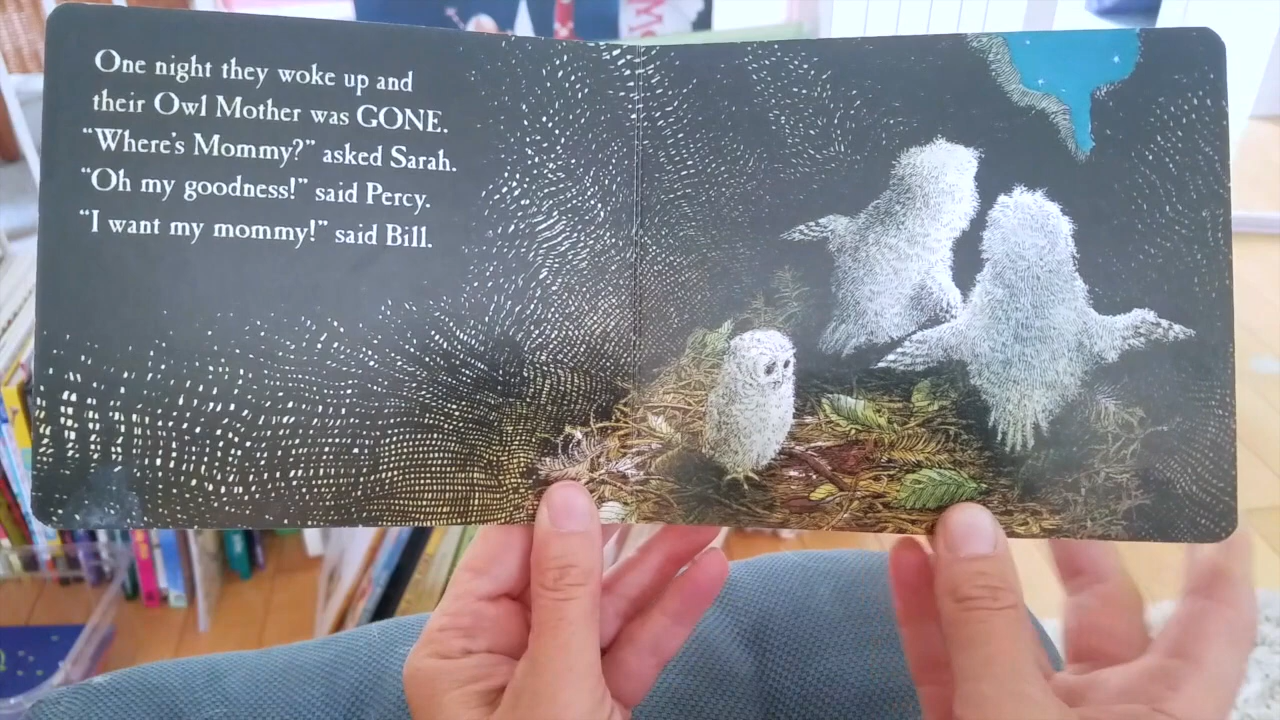 One night they woke up and
their Owl Mother was GONE.
“Where's Mommy?” asked Sarah.
“Oh my goodness!” said Percy.
“I want my mommy!” said Bill.